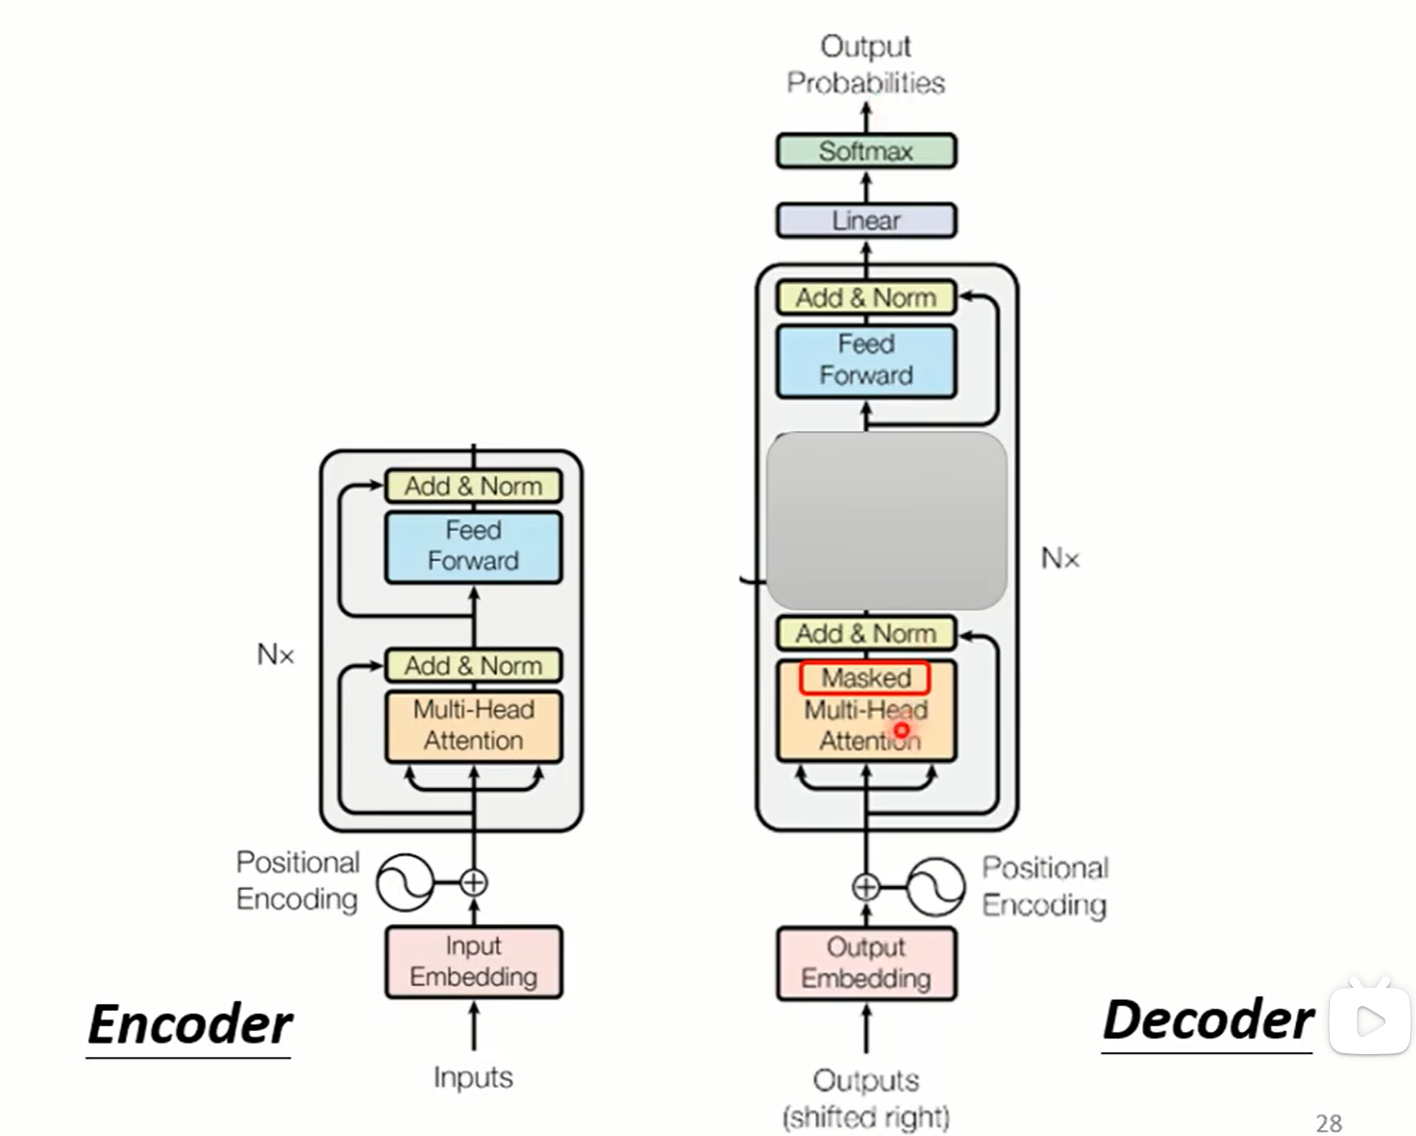 Output
Probabilities
Softmax
Linear
Add & Norm
Feed
Forward
Nx
Add & Norm
Masked
Multi-Head
Attention
Positional
Encoding
Output
Embedding
Outputs
(shifted right)
Decoder
Add & Norm
Feed
Forward
Nx
Add & Norm
Multi-Head
Attention
Positional
Encoding
Input
Embedding
Inputs
Encoder
28